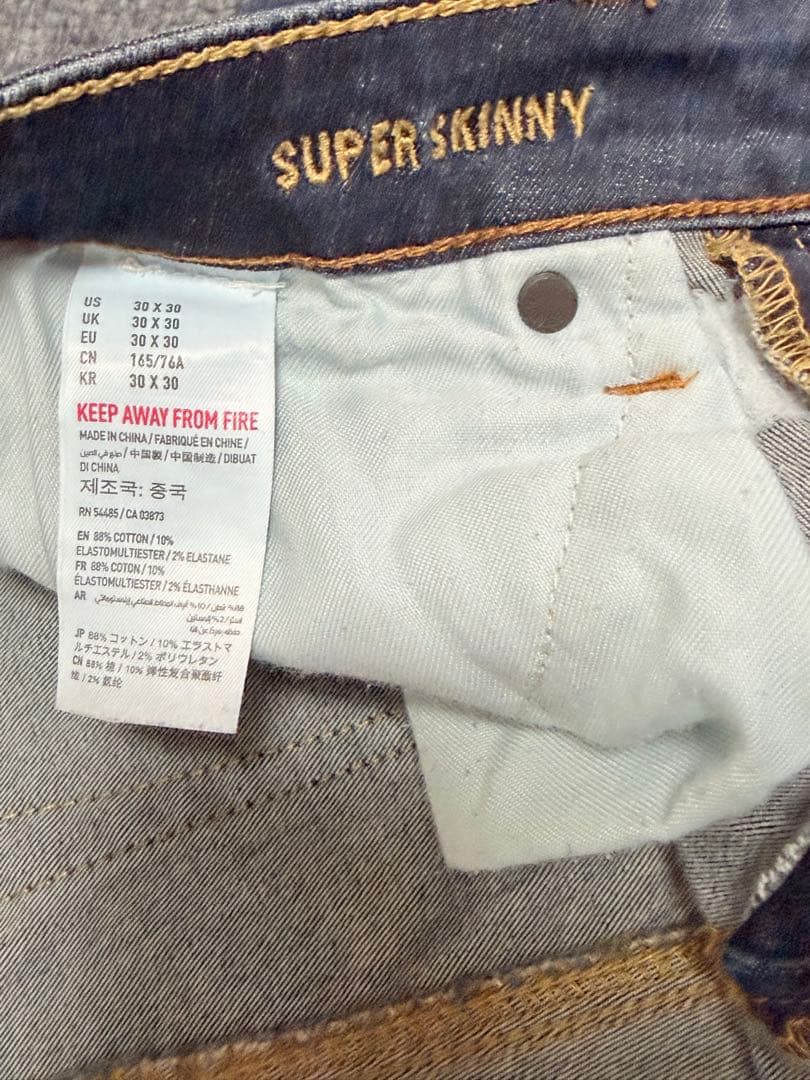 SUPER SKINNY
US 30 X 30
UK 30 X 30
EU 30 X 30
CN 165/76A
KR 30 X 30
KEEP AWAY FROM FIRE
MADE IN CHINA / FABRIQUÉ EN CHINE /
صنع في الصين / 中国製 / 中国制造 / DIBUAT
DI CHINA
제조국: 중국
RN 54485 / CA 03873
EN 88% COTTON / 10%
ELASTOMULTIESTER / 2% ELASTANE
FR 88% COTON / 10%
ÉLASTOMULTIESTER / 2% ÉLASTHANNE
AR
JP 88% コットン / 10% エラストマ
ルチエステル / 2% ポリウレタン
CN 88% 棉 / 10% 弹性复合聚酯纤
维 / 2% 氨纶